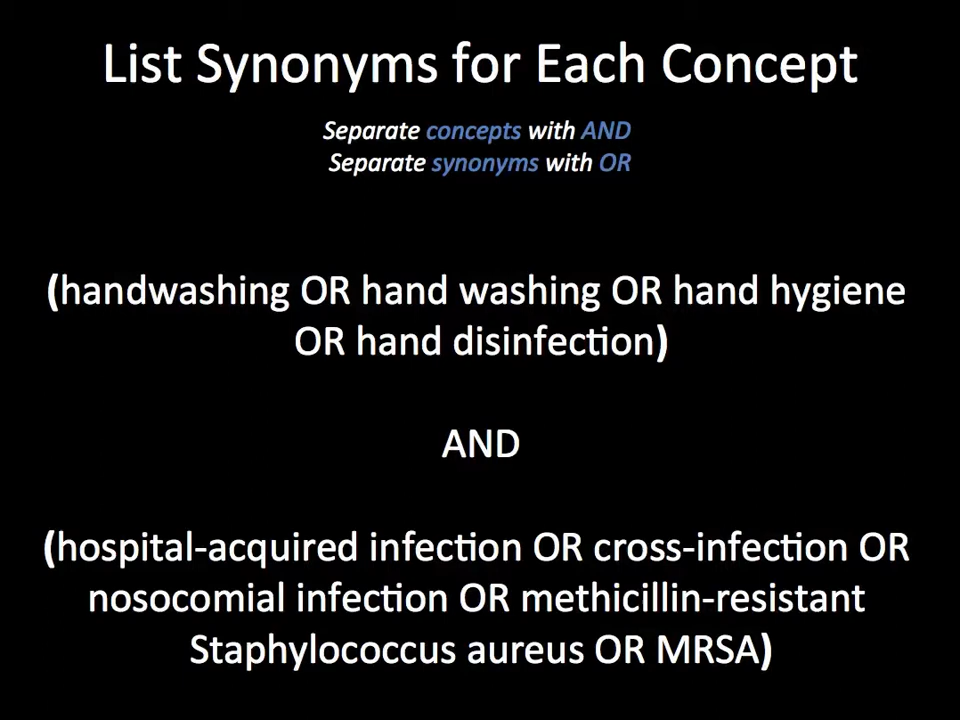 List Synonyms for Each Concept
Separate concepts with AND
Separate synonyms with OR
(handwashing OR hand washing OR hand hygiene
OR hand disinfection)
AND
(hospital-acquired infection OR cross-infection OR
nosocomial infection OR methicillin-resistant
Staphylococcus aureus OR MRSA)